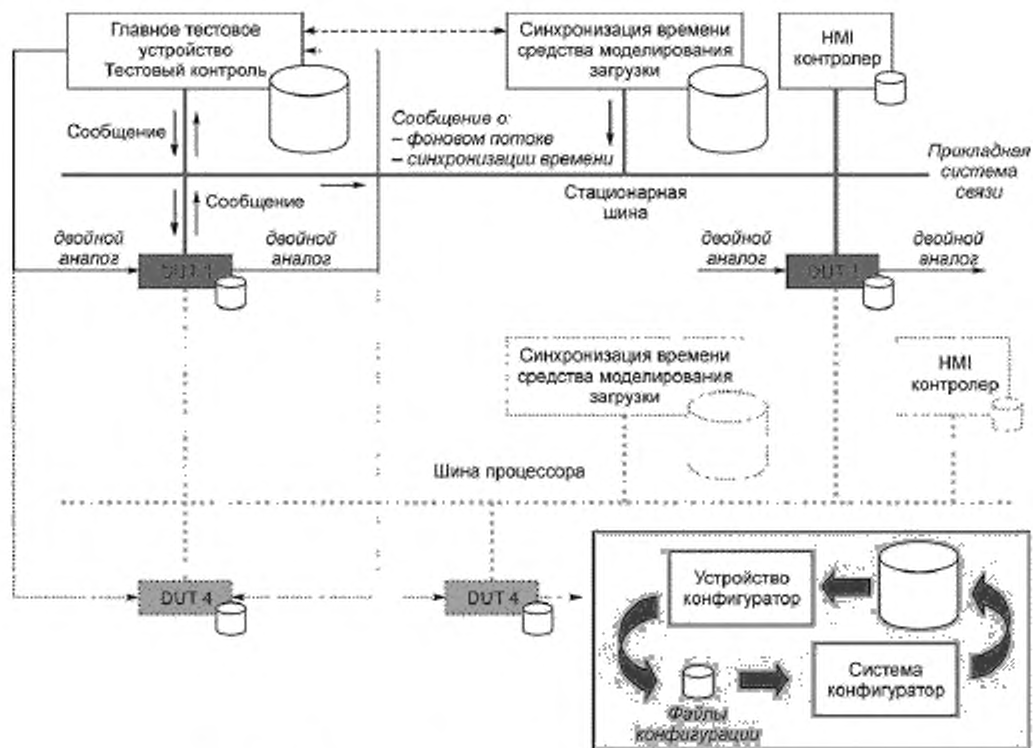 Главное тестовое
устройство
Тестовый контроль
Синхронизация времени
средства моделирования
загрузки
HMI
контролер
Сообщение
Сообщение о:
– фоновом потоке
– синхронизации времени
Прикладная
система
связи
Сообщение
Стационарная
шина
двойной
аналог
двойной
аналог
двойной
аналог
двойной
аналог
DUT 1
DUT 1
Синхронизация времени
средства моделирования
загрузки
HMI
контролер
Шина процессора
DUT 4
DUT 4
Устройство
конфигуратор
Система
конфигуратор
Файлы
конфигурации